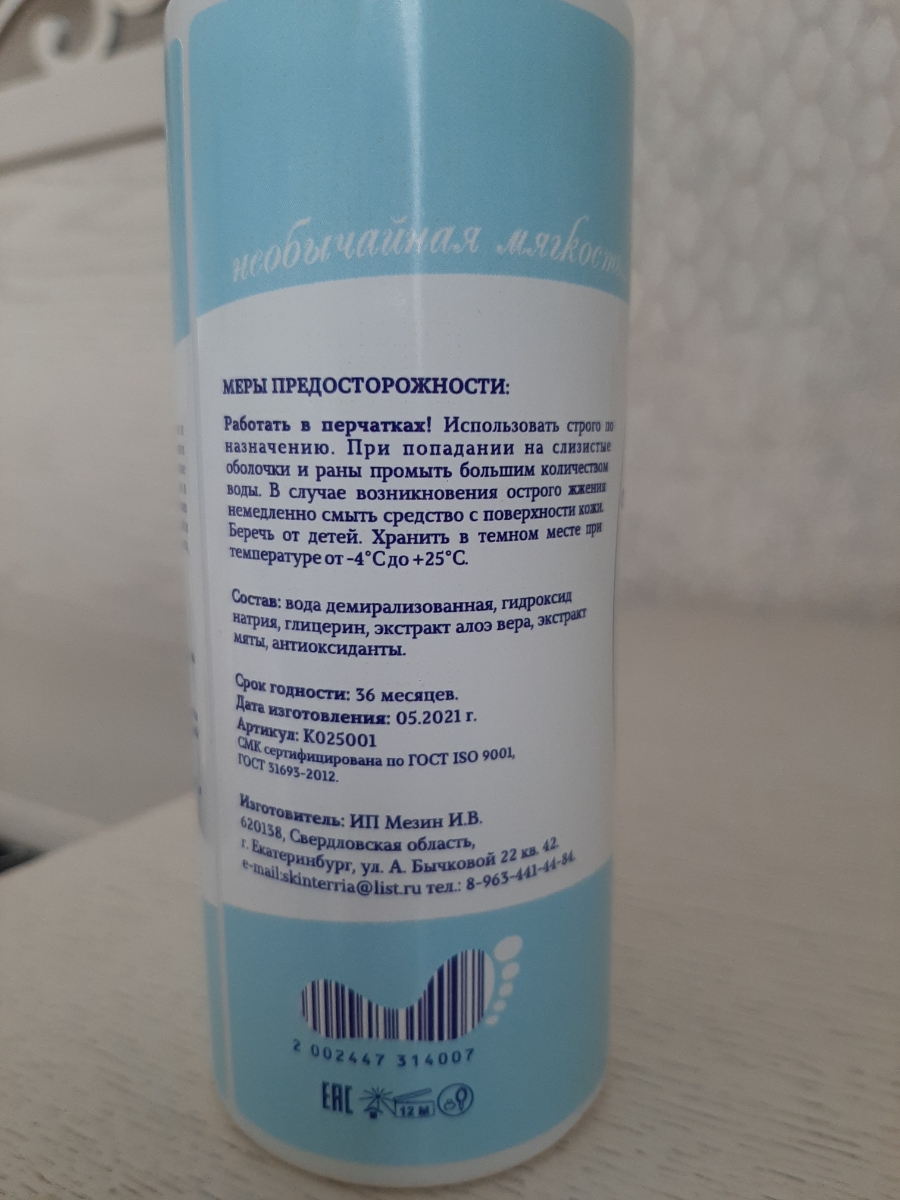 необычайная мягкость
МЕРЫ ПРЕДОСТОРОЖНОСТИ:
Работать в перчатках! Использовать строго по
назначению. При попадании на слизистые
оболочки и раны промыть большим количеством
воды. В случае возникновения острого жжения
немедленно смыть средство с поверхности кожи.
Беречь от детей. Хранить в темном месте при
температуре от -4°C до +25°C.
Состав: вода демирализованная, гидроксид
натрия, глицерин, экстракт алоэ вера, экстракт
мяты, антиоксиданты.
Срок годности: 36 месяцев.
Дата изготовления: 05.2021 г.
Артикул: К025001
СМК сертифицирована по ГОСТ ISO 9001,
ГОСТ 31693-2012.
Изготовитель: ИП Мезин И.В.
620138, Свердловская область,
г. Екатеринбург, ул. А. Бычковой 22 кв. 42.
e-mail:skinterria@list.ru тел.: 8-963-441-44-84.
2 002447 314007
EAC 12 M